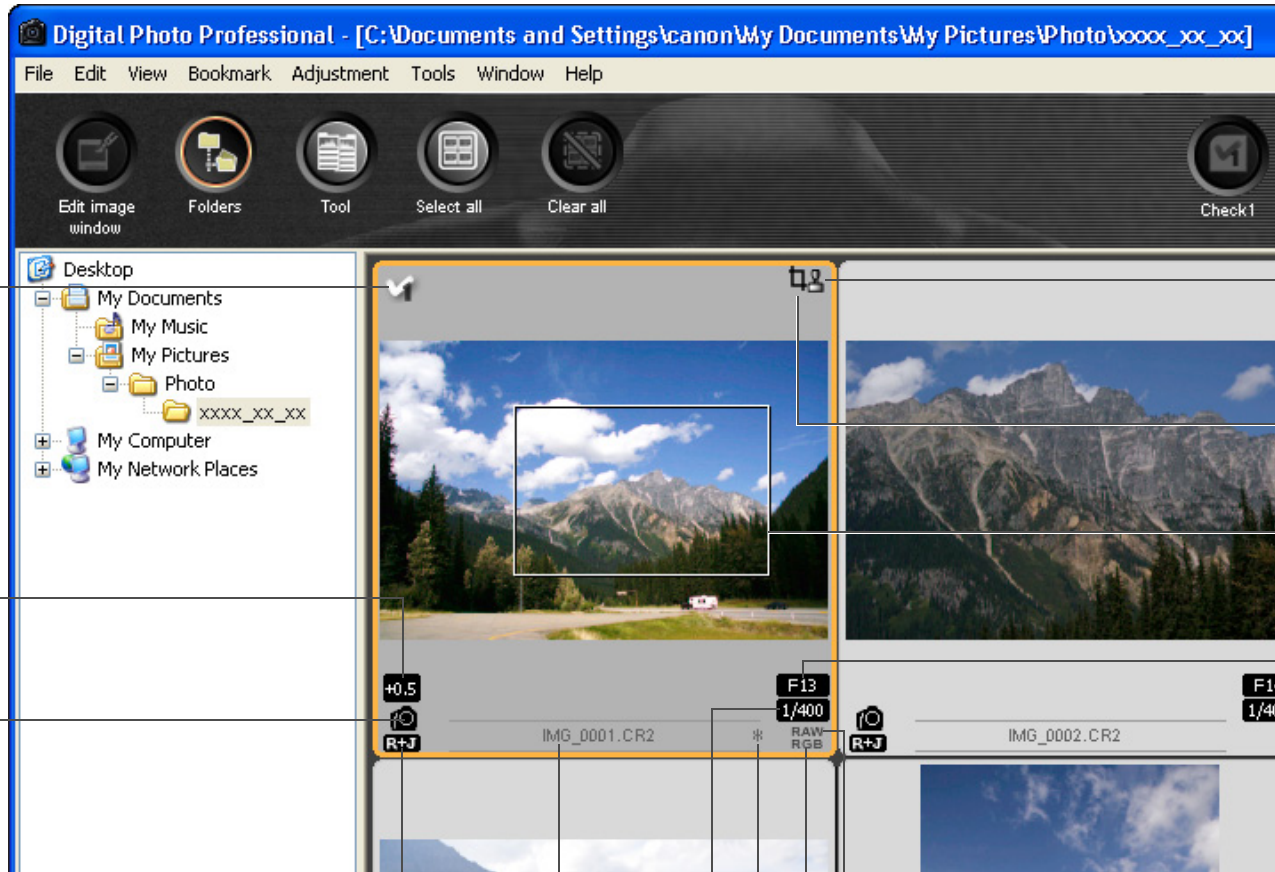 Digital Photo Professional - [C:\Documents and Settings\canon\My Documents\My Pictures\Photo\xxxx_xx_xx]
File Edit View Bookmark Adjustment Tools Window Help
Edit image window
Folders
Tool
Select all
Clear all
Check1
Desktop
My Documents
My Music
My Pictures
Photo
xxxx_xx_xx
My Computer
My Network Places
1
+0.5
F13
1/400
R+J
IMG_0001.CR2
*
RAW
RGB
R+J
IMG_0002.CR2